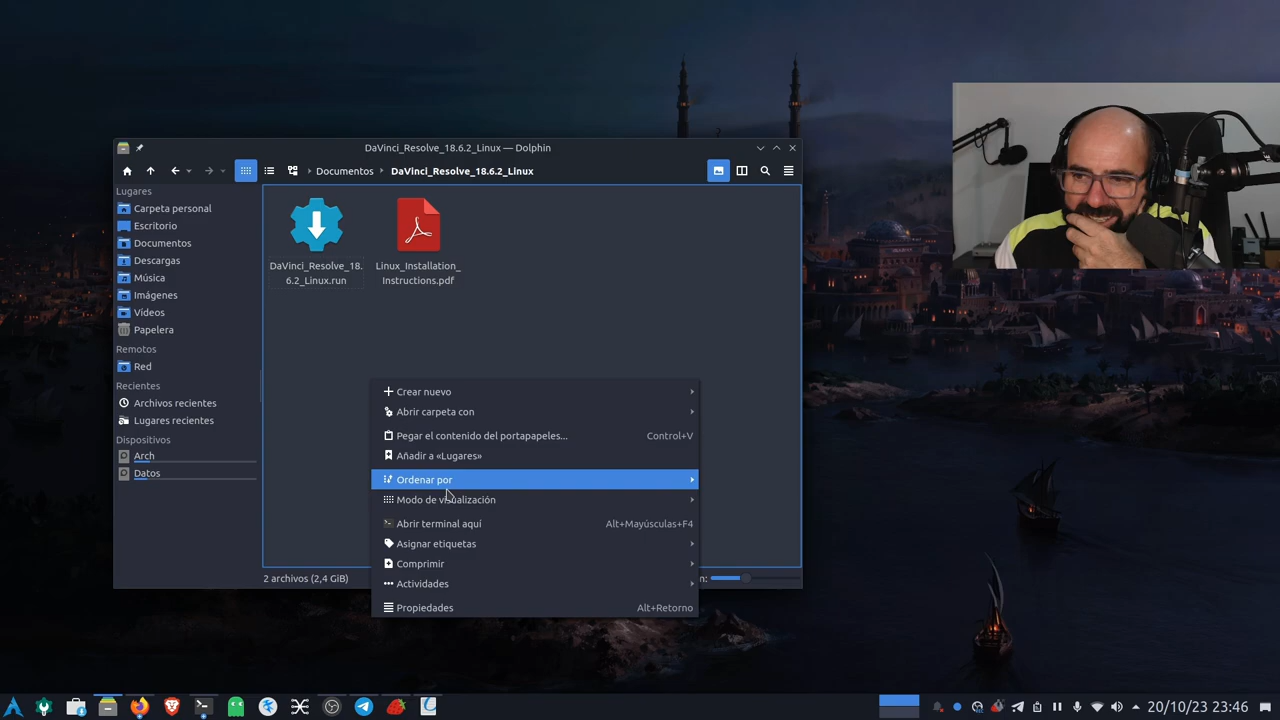 DaVinci_Resolve_18.6.2_Linux — Dolphin
Documentos
DaVinci_Resolve_18.6.2_Linux
Lugares
Carpeta personal
Escritorio
Documentos
Descargas
Música
Imágenes
Vídeos
Papelera
Remotos
Red
Recientes
Archivos recientes
Lugares recientes
Dispositivos
Arch
Datos
DaVinci_Resolve_18.
6.2_Linux.run
Linux_Installation_
Instructions.pdf
Crear nuevo
Abrir carpeta con
Pegar el contenido del portapapeles... Control+V
Añadir a «Lugares»
Ordenar por
Modo de visualización
Abrir terminal aquí Alt+Mayúsculas+F4
Asignar etiquetas
Comprimir
Actividades
Propiedades Alt+Retorno
2 archivos (2,4 GiB)
20/10/23 23:46